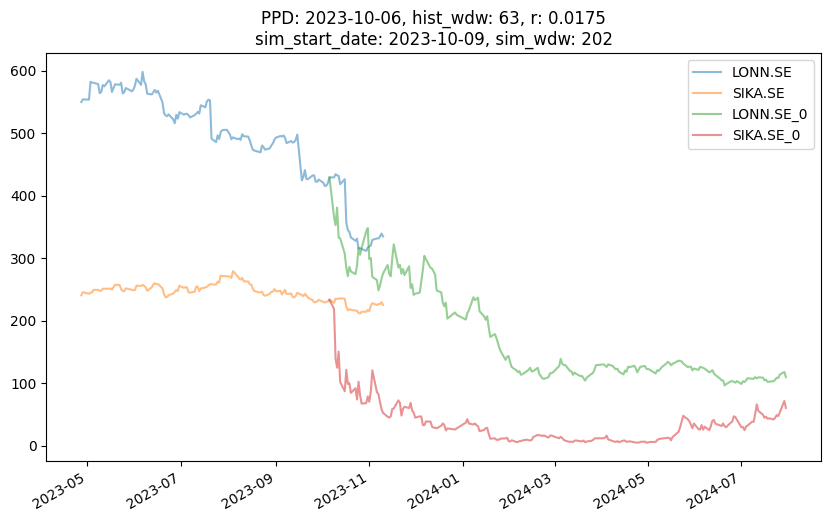 PPD: 2023-10-06, hist_wdw: 63, r: 0.0175
sim_start_date: 2023-10-09, sim_wdw: 202
LONN.SE
SIKA.SE
LONN.SE_0
SIKA.SE_0
600
500
400
300
200
100
0
2023-05
2023-07
2023-09
2023-11
2024-01
2024-03
2024-05
2024-07